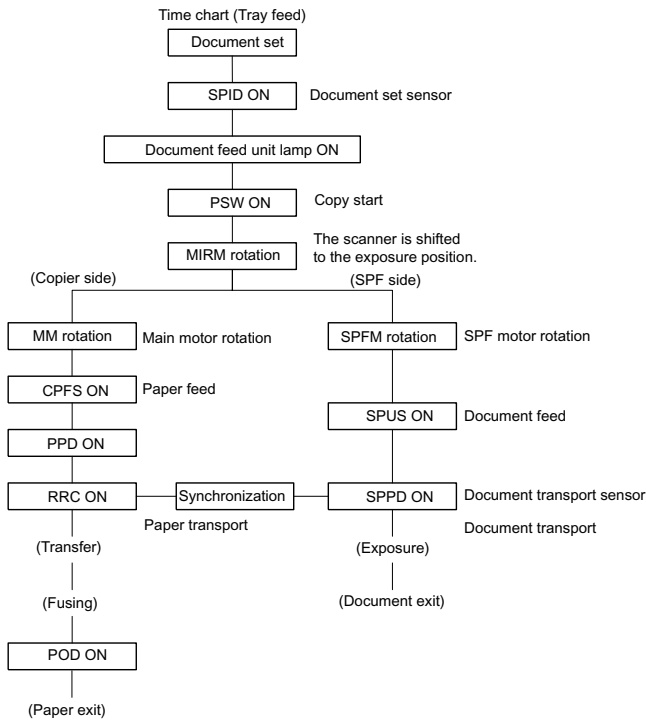 Time chart (Tray feed)
Document set
SPID ON
Document set sensor
Document feed unit lamp ON
PSW ON
Copy start
MIRM rotation
The scanner is shifted
to the exposure position.
(Copier side)
(SPF side)
MM rotation
Main motor rotation
SPFM rotation
SPF motor rotation
CPFS ON
Paper feed
SPUS ON
Document feed
PPD ON
RRC ON
Synchronization
SPPD ON
Document transport sensor
Paper transport
Document transport
(Transfer)
(Exposure)
(Fusing)
(Document exit)
POD ON
(Paper exit)